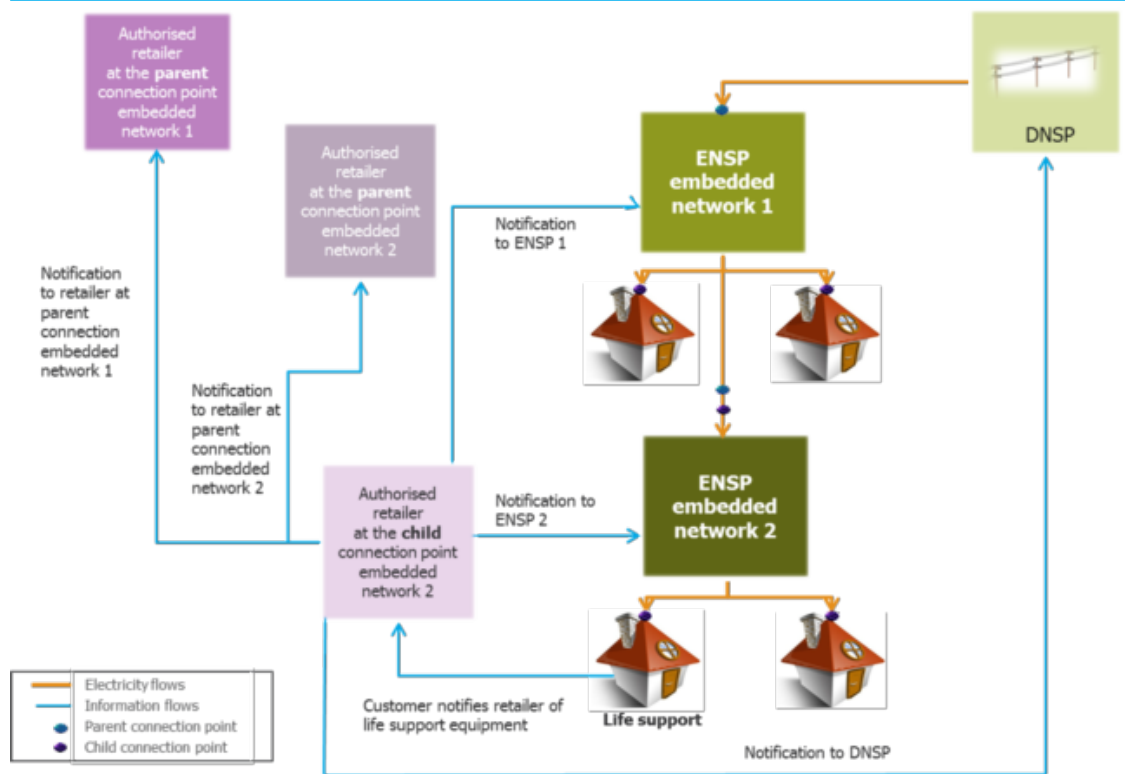 Authorised
retailer
at the parent
connection point
embedded
network 1
DNSP
Authorised
retailer
at the parent
connection point
embedded
network 2
ENSP
embedded
network 1
Notification
to ENSP 1
Notification
to retailer at
parent
connection
embedded
network 1
Notification
to retailer at
parent
connection
embedded
network 2
Authorised
retailer
at the child
connection point
embedded
network 2
Notification to
ENSP 2
ENSP
embedded
network 2
Customer notifies retailer of
life support equipment
Life support
Notification to DNSP
Electricity flows
Information flows
Parent connection point
Child connection point